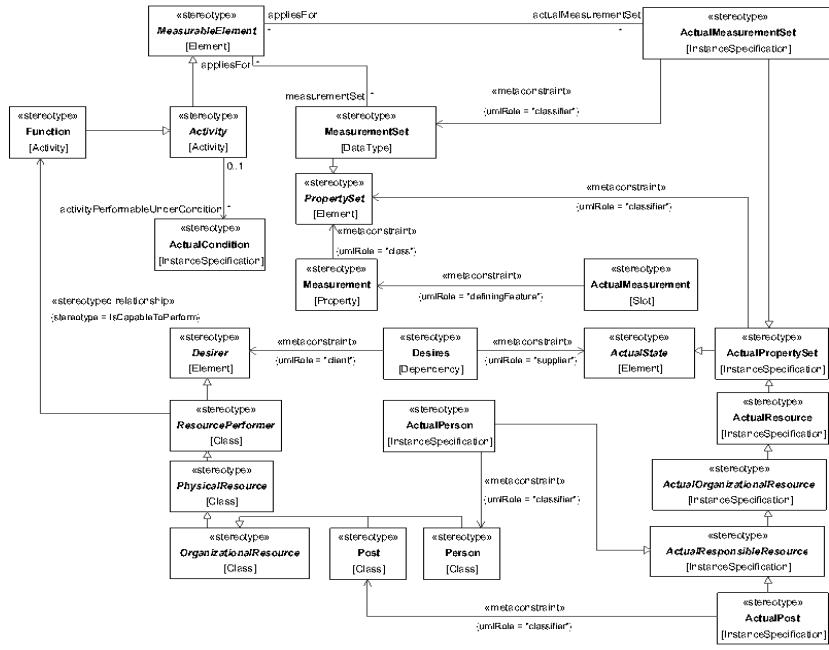 «stereotype»
MeasurableElement
[Element]
appliesFor
*
actualMeasurementSet
*
«stereotype»
ActualMeasurementSet
[InstanceSpecification]
appliesFor
*
measurementSet
*
«metaconstraint»
{umlRole = "classifier"}
«stereotype»
Function
[Activity]
«stereotype»
Activity
[Activity]
«stereotype»
MeasurementSet
[DataType]
0..1
activityPerformableUnderCondition
*
«stereotype»
PropertySet
[Element]
«metaconstraint»
{umlRole = "classifier"}
«stereotype»
ActualCondition
[InstanceSpecification]
«metaconstraint»
{umlRole = "class"}
«stereotype»
Measurement
[Property]
«metaconstraint»
{umlRole = "definingFeature"}
«stereotype»
ActualMeasurement
[Slot]
«stereotyped relationship»
{stereotype = IsCapableToPerform}
«stereotype»
Desirer
[Element]
«metaconstraint»
{umlRole = "client"}
«stereotype»
Desires
[Dependency]
«metaconstraint»
{umlRole = "supplier"}
«stereotype»
ActualState
[Element]
«stereotype»
ActualPropertySet
[InstanceSpecification]
«stereotype»
ResourcePerformer
[Class]
«stereotype»
ActualPerson
[InstanceSpecification]
«stereotype»
ActualResource
[InstanceSpecification]
«stereotype»
PhysicalResource
[Class]
«metaconstraint»
{umlRole = "classifier"}
«stereotype»
ActualOrganizationalResource
[InstanceSpecification]
«stereotype»
OrganizationalResource
[Class]
«stereotype»
Post
[Class]
«stereotype»
Person
[Class]
«stereotype»
ActualResponsibleResource
[InstanceSpecification]
«metaconstraint»
{umlRole = "classifier"}
«stereotype»
ActualPost
[InstanceSpecification]